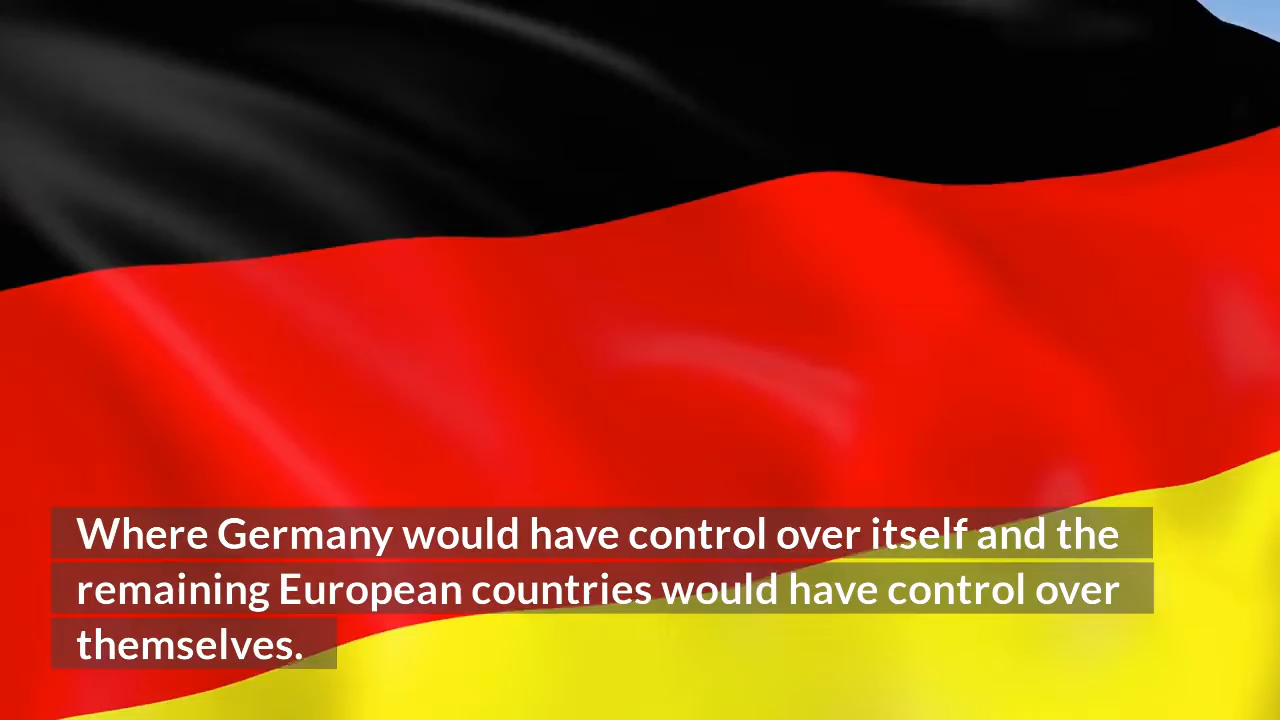 Where Germany would have control over itself and the
remaining European countries would have control over
themselves.